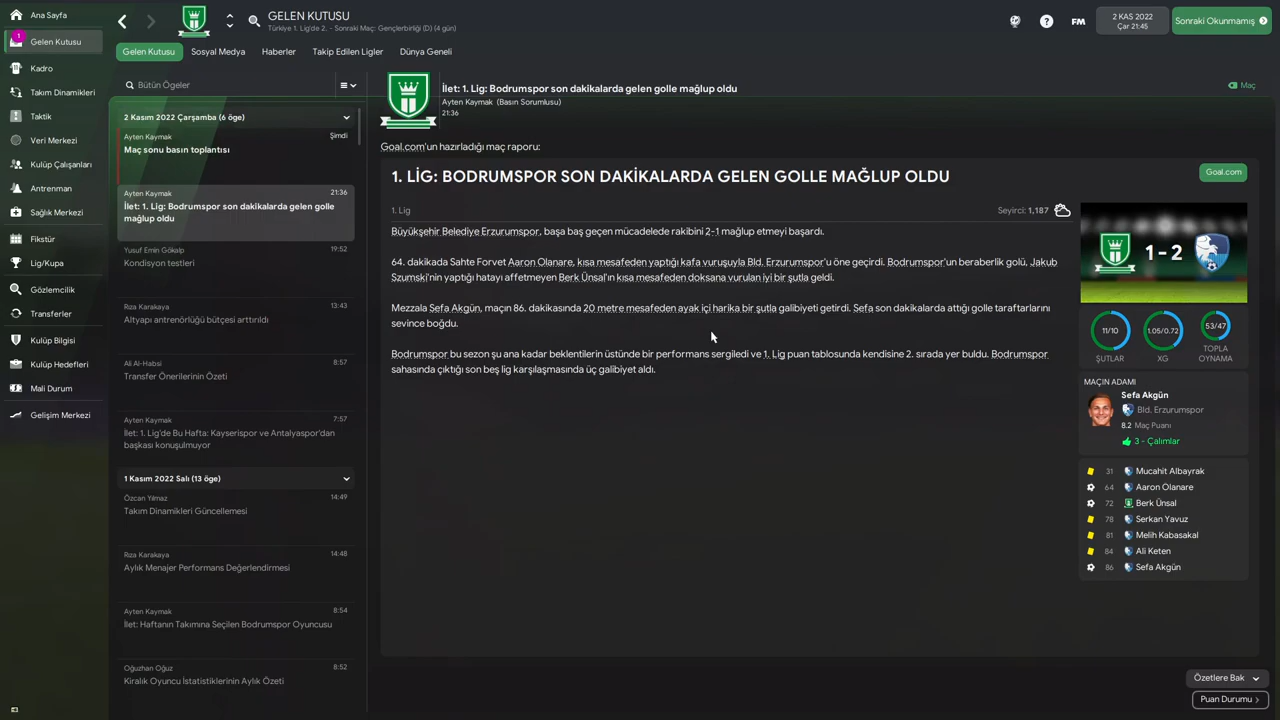 Ana Sayfa
1
Gelen Kutusu
Kadro
Takım Dinamikleri
Taktik
Veri Merkezi
Kulüp Çalışanları
Antrenman
Sağlık Merkezi
Fikstür
Lig/Kupa
Gözlemcilik
Transferler
Kulüp Bilgisi
Kulüp Hedefleri
Mali Durum
Gelişim Merkezi
GELEN KUTUSU
Türkiye 1. Lig'de 2. - Sonraki Maç: Gençlerbirliği (D) (4 gün)
?
FM
2 KAS 2022
Çar 21:45
Sonraki Okunmamış
Gelen Kutusu
Sosyal Medya
Haberler
Takip Edilen Ligler
Dünya Geneli
Bütün Ögeler
2 Kasım 2022 Çarşamba (6 öge)
Ayten Kaymak
Şimdi
Maç sonu basın toplantısı
Ayten Kaymak
21:36
İlet: 1. Lig: Bodrumspor son dakikalarda gelen golle
mağlup oldu
Yusuf Emin Gökalp
19:52
Kondisyon testleri
Rıza Karakaya
13:43
Altyapı antrenörlüğü bütçesi arttırıldı
Ali Al-Habsi
8:57
Transfer Önerilerinin Özeti
Ayten Kaymak
7:57
İlet: 1. Lig'de Bu Hafta: Kayserispor ve Antalyaspor'dan
başkası konuşulmuyor
1 Kasım 2022 Salı (13 öge)
Özcan Yılmaz
14:49
Takım Dinamikleri Güncellemesi
Rıza Karakaya
14:48
Aylık Menajer Performans Değerlendirmesi
Ayten Kaymak
8:54
İlet: Haftanın Takımına Seçilen Bodrumspor Oyuncusu
Oğuzhan Oğuz
8:52
Kiralık Oyuncu İstatistiklerinin Aylık Özeti
İlet: 1. Lig: Bodrumspor son dakikalarda gelen golle mağlup oldu
Ayten Kaymak (Basın Sorumlusu)
21:36
Maç
Goal.com'un hazırladığı maç raporu:
1. LİG: BODRUMSPOR SON DAKİKALARDA GELEN GOLLE MAĞLUP OLDU
Goal.com
1. Lig
Seyirci: 1,187
Büyükşehir Belediye Erzurumspor, başa baş geçen mücadelede rakibini 2-1 mağlup etmeyi başardı.
64. dakikada Sahte Forvet Aaron Olanare, kısa mesafeden yaptığı kafa vuruşuyla Bld. Erzurumspor'u öne geçirdi. Bodrumspor'un beraberlik golü, Jakub
Szumski'nin yaptığı hatayı affetmeyen Berk Ünsal'ın kısa mesafeden doksana vurulan iyi bir şutla geldi.
Mezzala Sefa Akgün, maçın 86. dakikasında 20 metre mesafeden ayak içi harika bir şutla galibiyeti getirdi. Sefa son dakikalarda attığı golle taraftarlarını
sevince boğdu.
Bodrumspor bu sezon şu ana kadar beklentilerin üstünde bir performans sergiledi ve 1. Lig puan tablosunda kendisine 2. sırada yer buldu. Bodrumspor
sahasında çıktığı son beş lig karşılaşmasında üç galibiyet aldı.
1 - 2
11/10
ŞUTLAR
1.05/0.72
XG
53/47
TOPLA
OYNAMA
MAÇIN ADAMI
Sefa Akgün
Bld. Erzurumspor
8.2 Maç Puanı
3 - Çalımlar
31 Mucahit Albayrak
64 Aaron Olanare
72 Berk Ünsal
78 Serkan Yavuz
81 Melih Kabasakal
84 Ali Keten
86 Sefa Akgün
Özetlere Bak
Puan Durumu